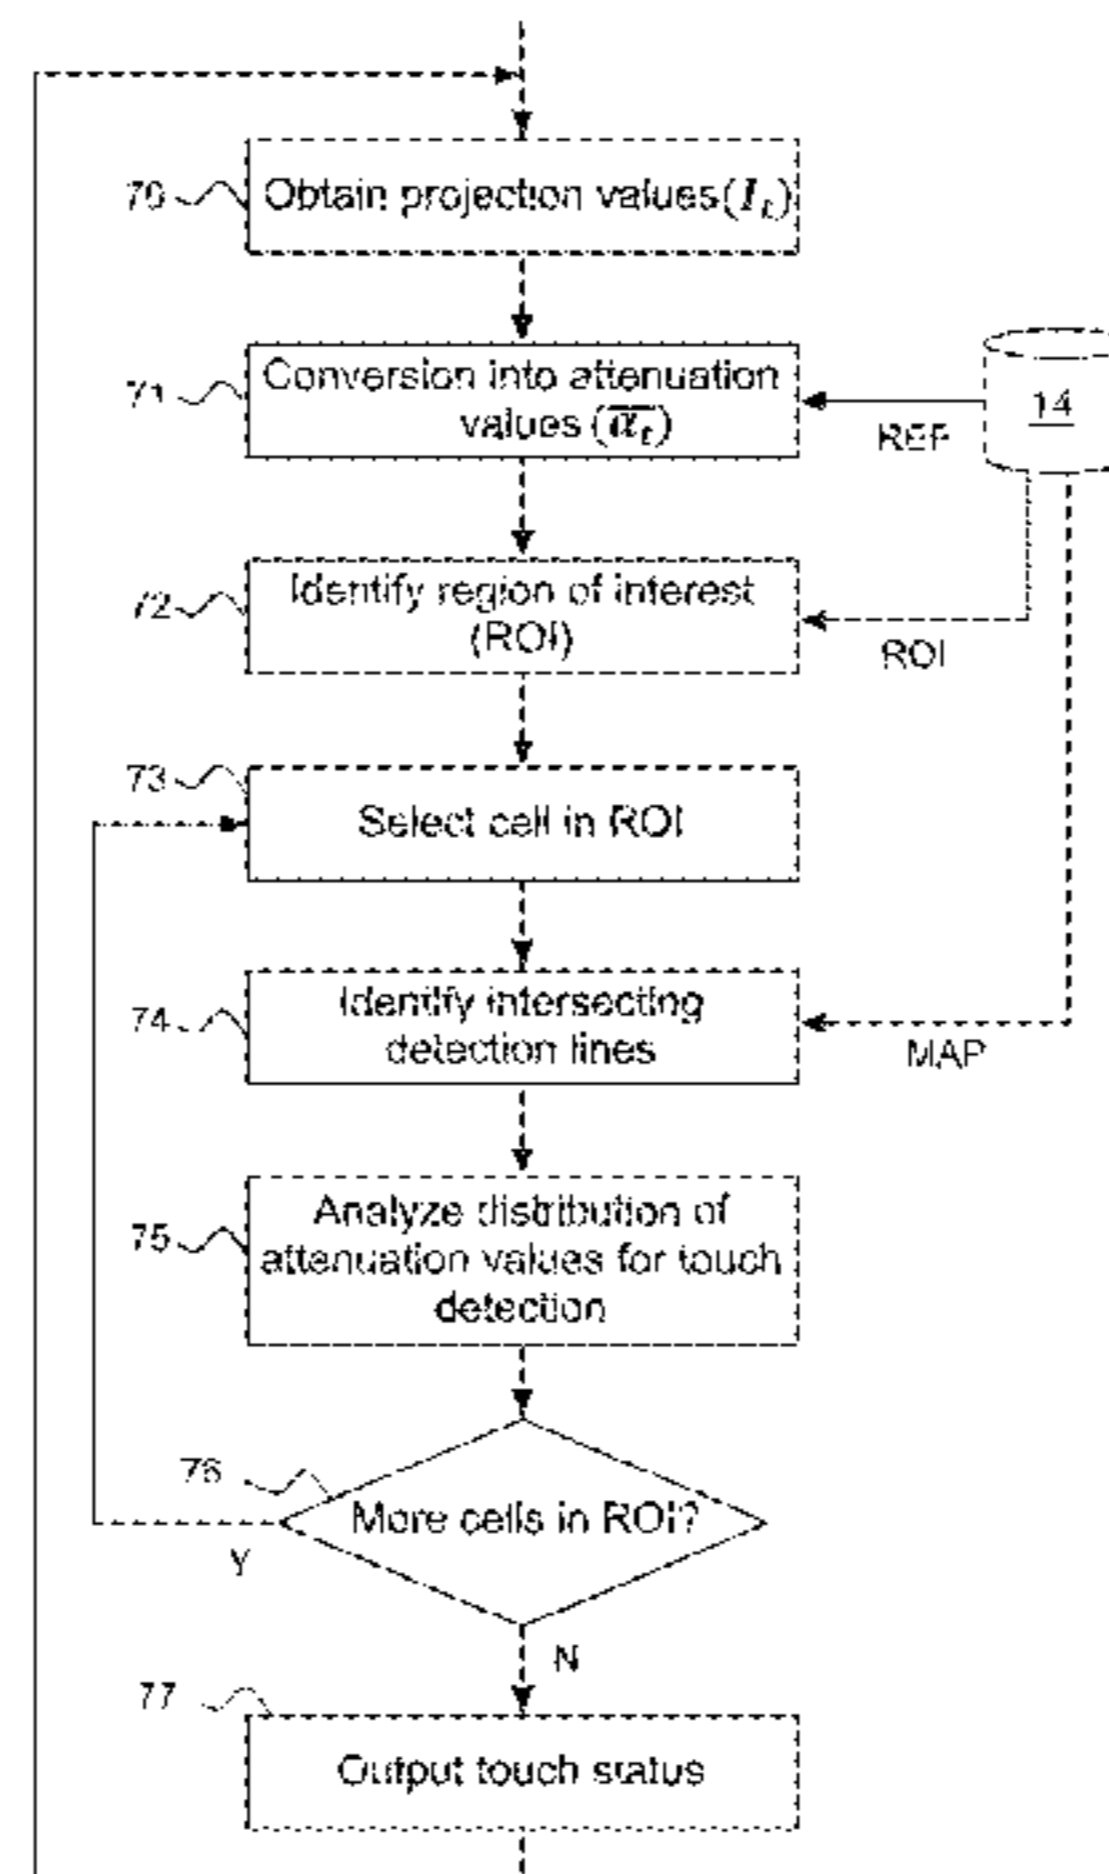 70
Obtain projection values (I_t)
71
Conversion into attenuation
values (\overline{α_t})
14
REF
72
Identify region of interest
(ROI)
ROI
73
Select cell in ROI
74
Identify intersecting
detection lines
MAP
75
Analyze distribution of
attenuation values for touch
detection
76
More cells in ROI?
Y
N
77
Output touch status